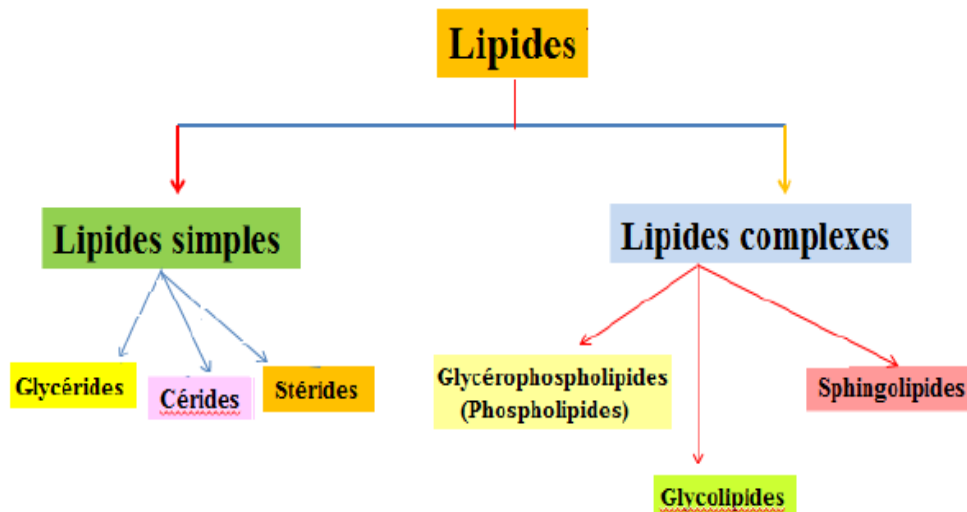 Lipides
Lipides simples
Lipides complexes
Glycérides
Cérides
Stérides
Glycérophospholipides
(Phospholipides)
Sphingolipides
Glycolipides